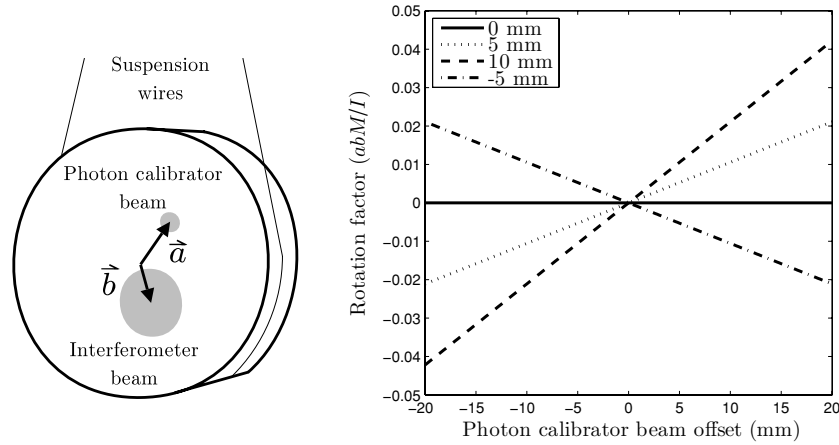 Suspension
wires
Photon calibrator
beam
a
b
Interferometer
beam
0 mm
5 mm
10 mm
-5 mm
Rotation factor (abM/I)
0.05
0.04
0.03
0.02
0.01
0
−0.01
−0.02
−0.03
−0.04
−0.05
−20 −15 −10 −5 0 5 10 15 20
Photon calibrator beam offset (mm)